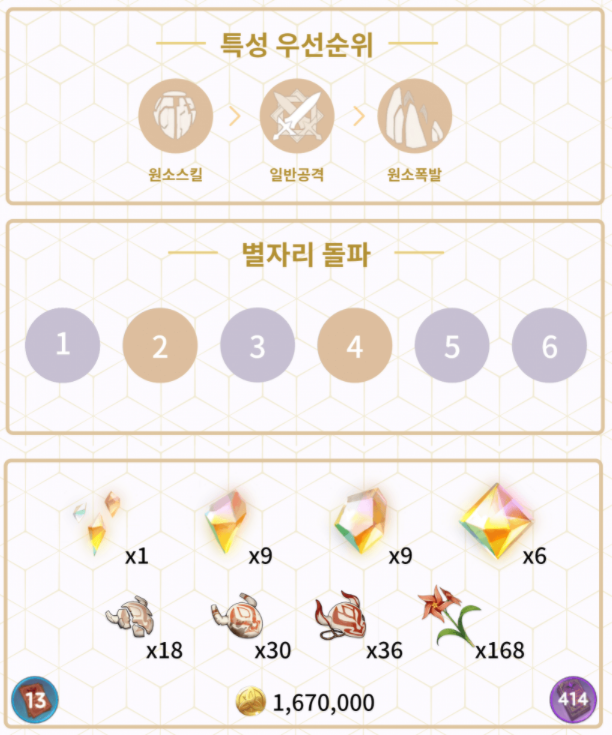 특성 우선순위
원소스킬 일반공격 원소폭발
별자리 돌파
1 2 3 4 5 6
x1 x9 x9 x6
x18 x30 x36 x168
13 1,670,000 414